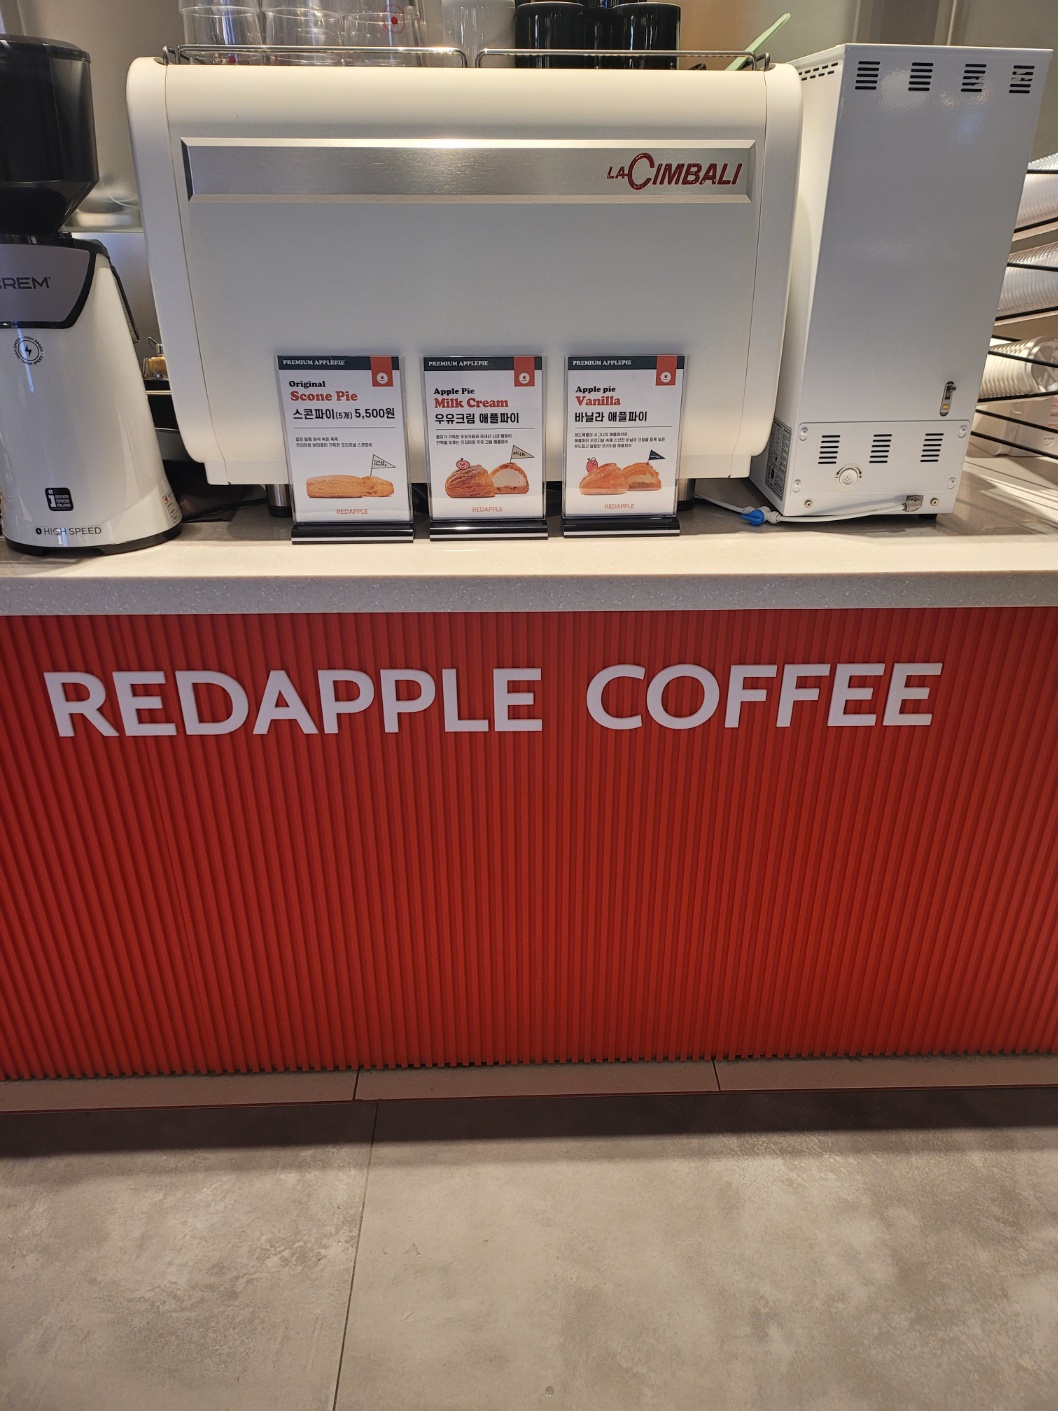 LA CIMBALI
CREM
HIGH SPEED
PREMIUM APPLEPIE
Original
Scone Pie
스콘파이(5개) 5,500원
REDAPPLE
PREMIUM APPLEPIE
Apple Pie
Milk Cream
우유크림 애플파이
MILK
REDAPPLE
PREMIUM APPLEPIE
Apple pie
Vanilla
바닐라 애플파이
REDAPPLE
REDAPPLE COFFEE